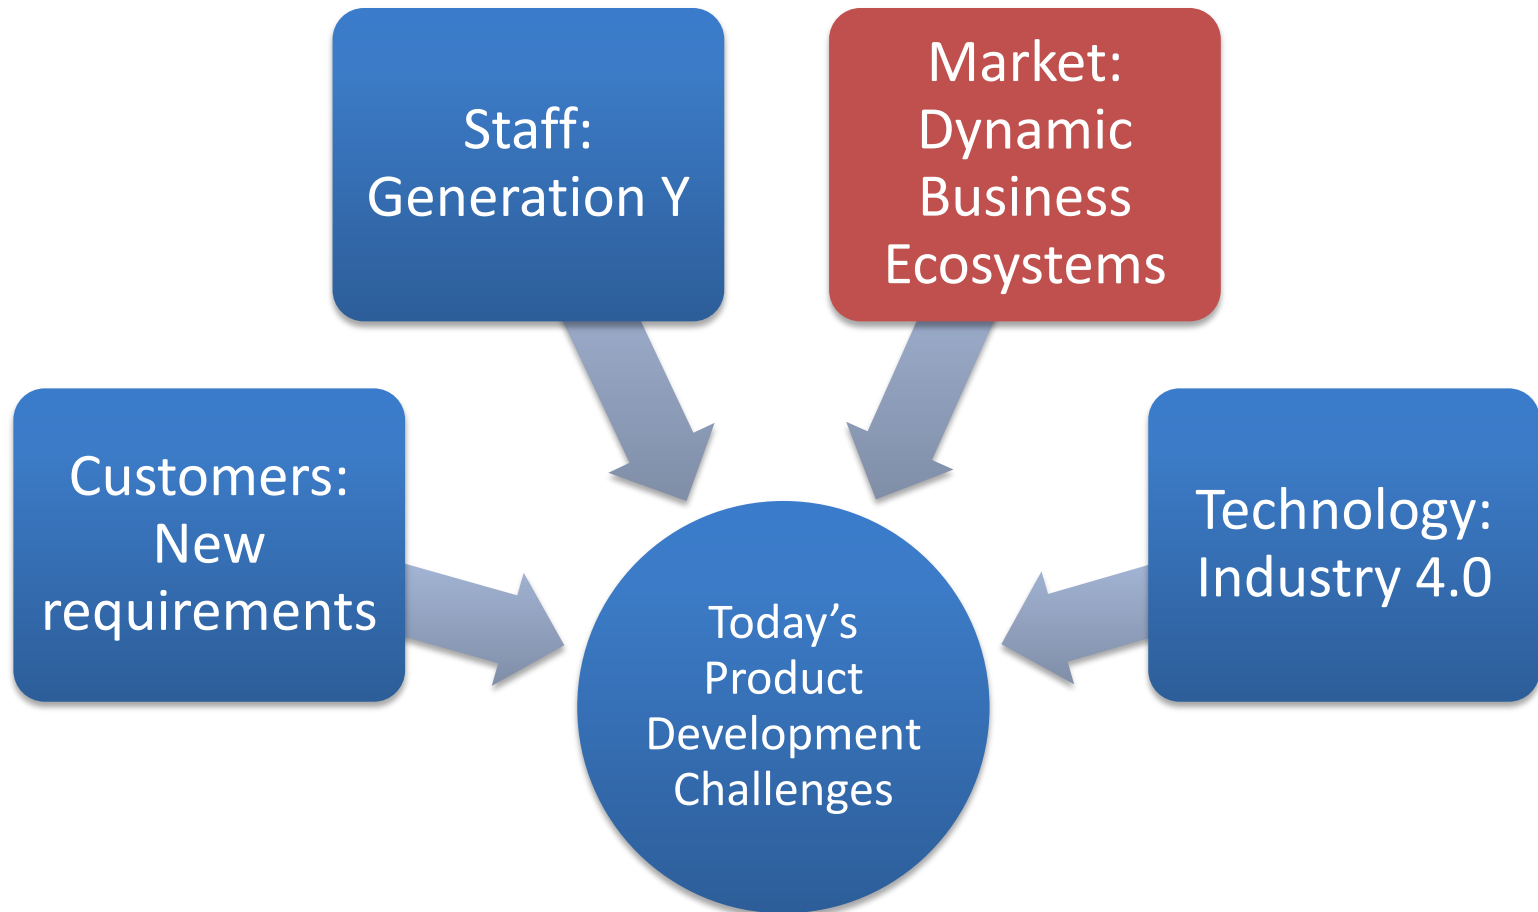 Staff:
Generation Y
Market:
Dynamic
Business
Ecosystems
Customers:
New
requirements
Technology:
Industry 4.0
Today’s
Product
Development
Challenges